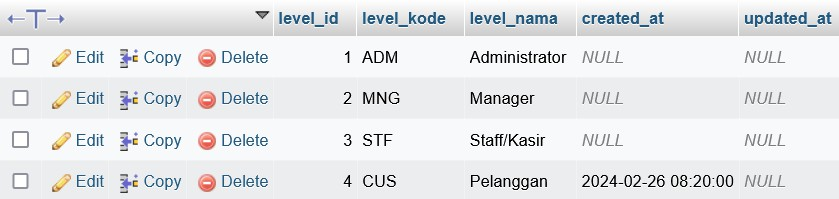 level_id level_kode level_nama created_at updated_at
Edit Copy Delete 1 ADM Administrator NULL NULL
Edit Copy Delete 2 MNG Manager NULL NULL
Edit Copy Delete 3 STF Staff/Kasir NULL NULL
Edit Copy Delete 4 CUS Pelanggan 2024-02-26 08:20:00 NULL